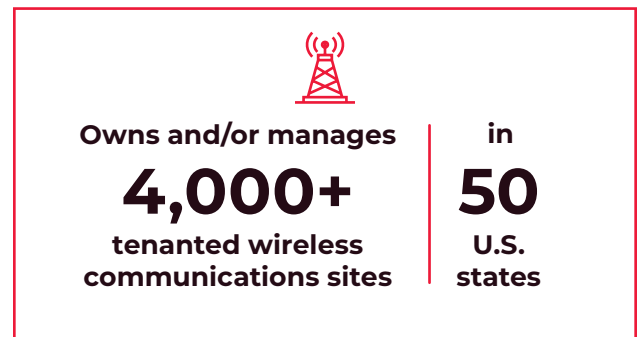 Owns and/or manages
4,000+
tenanted wireless
communications sites
in
50
U.S.
states